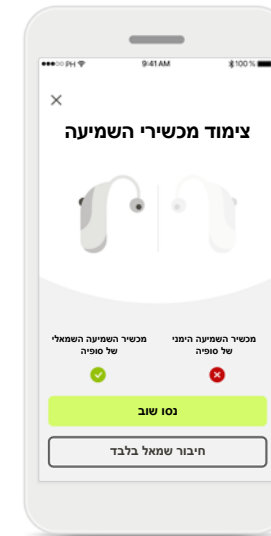 ●●●○○ PH 9:41 AM 100 %
צימוד מכשירי השמיעה
מכשיר השמיעה הימני
של סופיה
מכשיר השמיעה השמאלי
של סופיה
נסו שוב
חיבור שמאל בלבד